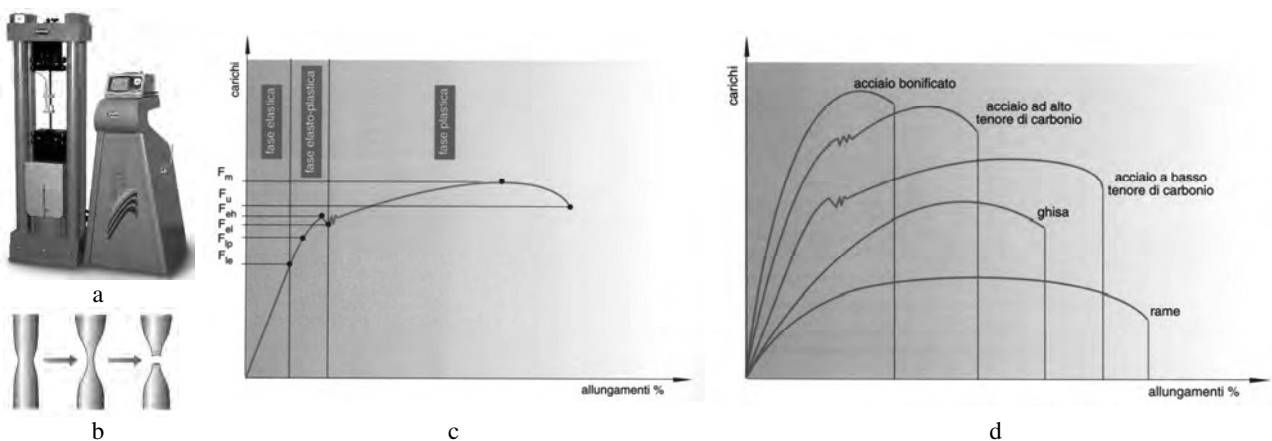 a
b
carichi
fase elastica
fase elasto-plastica
fase plastica
Fm
Fu
Feh
Fel
Flp
Fle
allungamenti %
c
carichi
acciaio bonificato
acciaio ad alto
tenore di carbonio
acciaio a basso
tenore di carbonio
ghisa
rame
allungamenti %
d